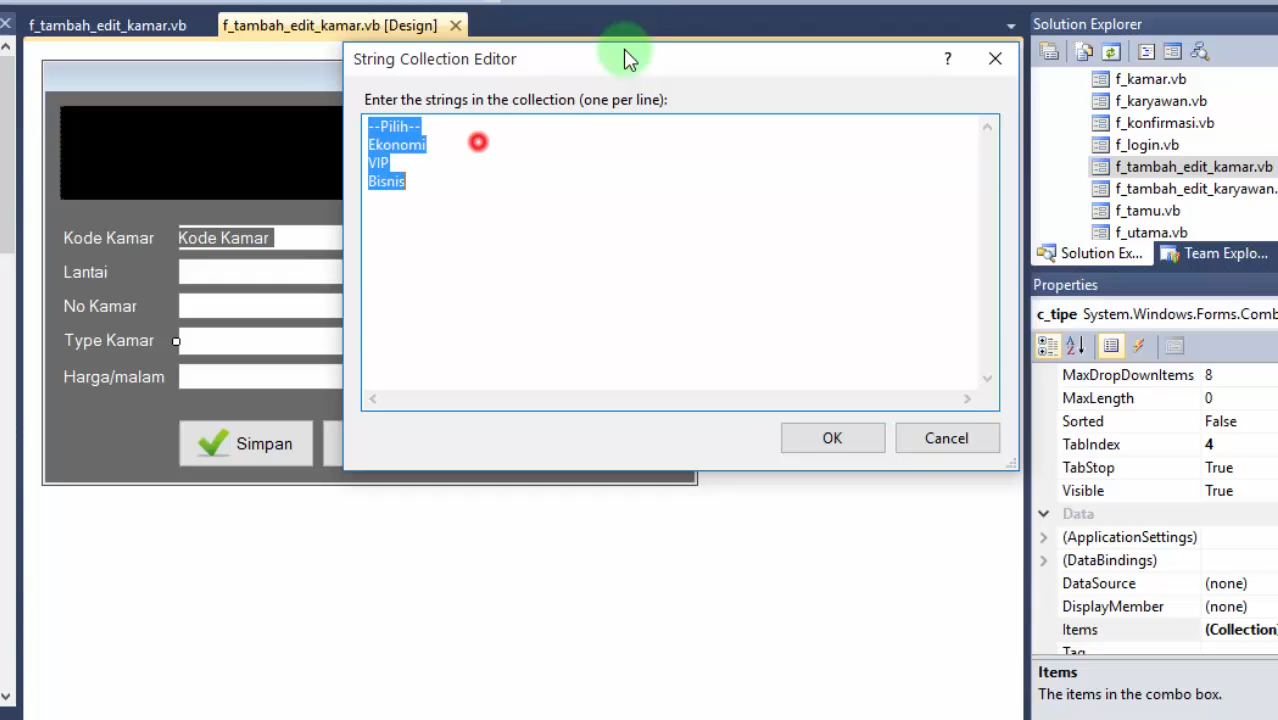 f_tambah_edit_kamar.vb
f_tambah_edit_kamar.vb [Design]
String Collection Editor
?
Enter the strings in the collection (one per line):
--Pilih--
Ekonomi
VIP
Bisnis
OK
Cancel
Kode Kamar
Kode Kamar
Lantai
No Kamar
Type Kamar
Harga/malam
Simpan
Solution Explorer
f_kamar.vb
f_karyawan.vb
f_konfirmasi.vb
f_login.vb
f_tambah_edit_kamar.vb
f_tambah_edit_karyawan.
f_tamu.vb
f_utama.vb
Solution Ex...
Team Explo...
Properties
c_tipe System.Windows.Forms.Comb
MaxDropDownItems 8
MaxLength 0
Sorted False
TabIndex 4
TabStop True
Visible True
Data
(ApplicationSettings)
(DataBindings)
DataSource (none)
DisplayMember (none)
Items (Collection)
Tag
Items
The items in the combo box.